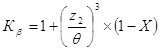 K_β = 1 + (z_2/θ)^3 × (1 − X)